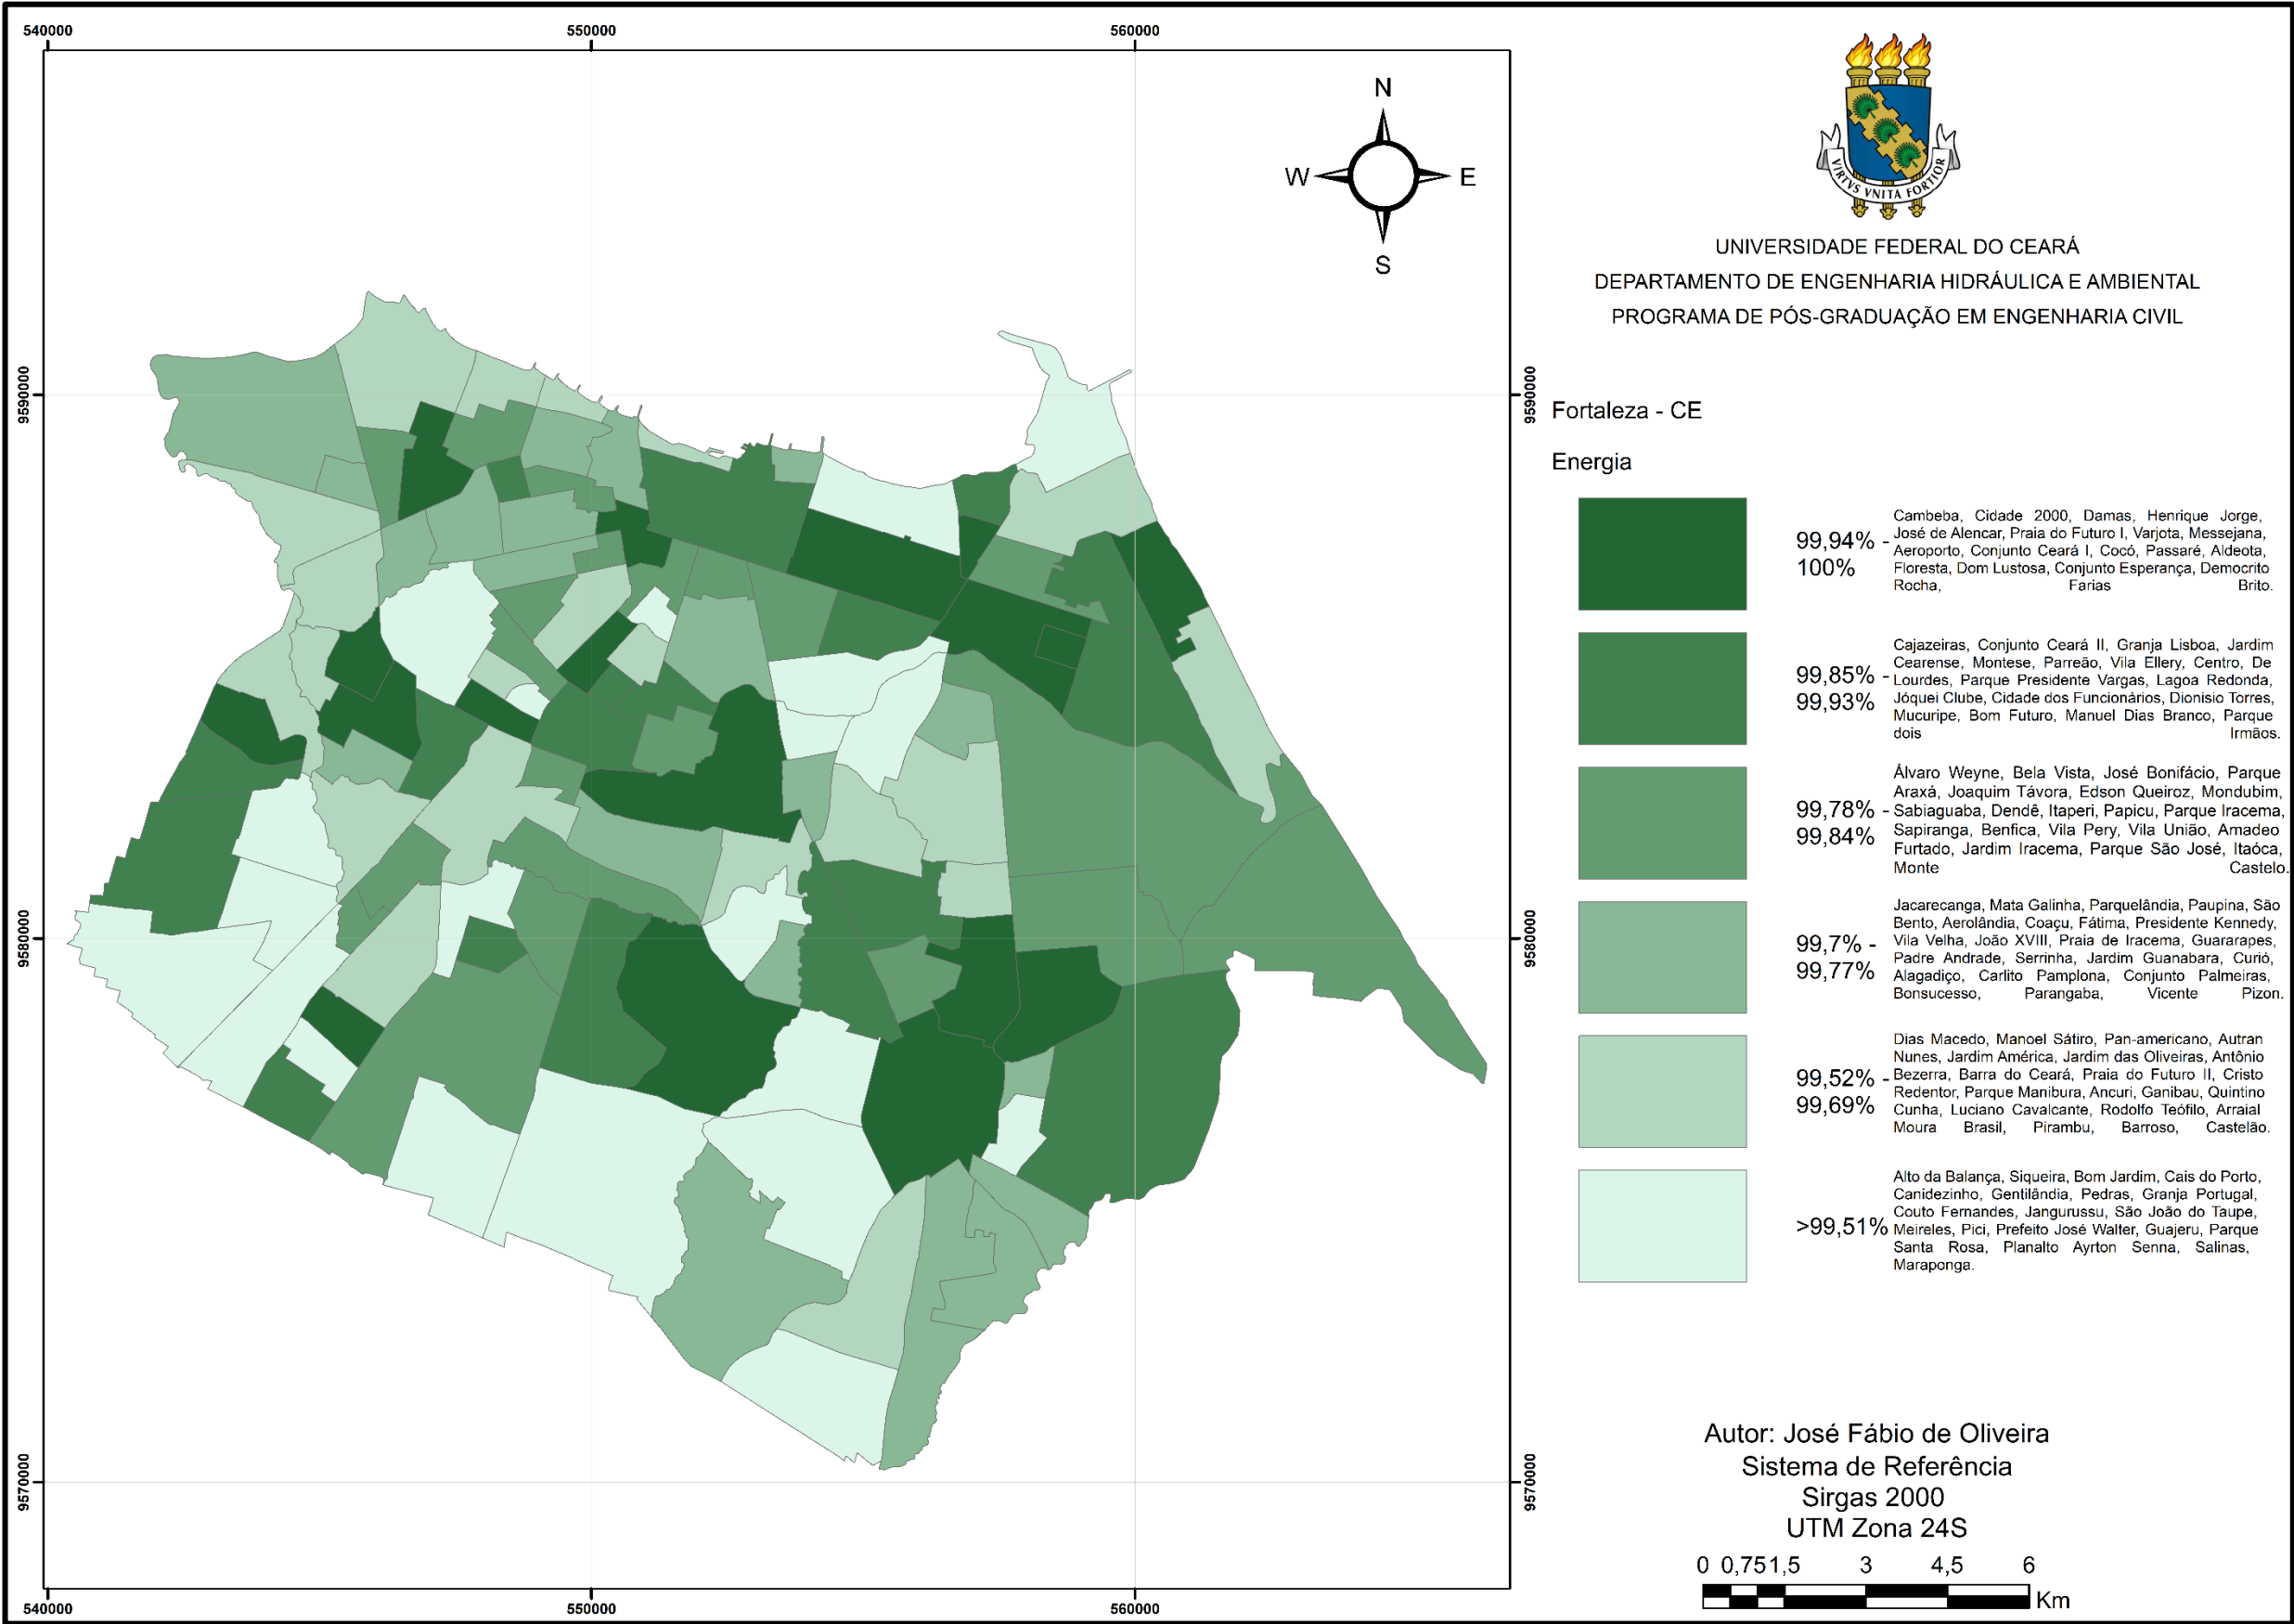 540000
550000
560000
N
W
E
S
9590000
9580000
9570000
9590000
9580000
9570000
540000
550000
560000
VIRTVS VNITA FORTIOR
UNIVERSIDADE FEDERAL DO CEARÁ
DEPARTAMENTO DE ENGENHARIA HIDRÁULICA E AMBIENTAL
PROGRAMA DE PÓS-GRADUAÇÃO EM ENGENHARIA CIVIL
Fortaleza - CE
Energia
99,94% -
100%
Cambeba, Cidade 2000, Damas, Henrique Jorge,
José de Alencar, Praia do Futuro I, Varjota, Messejana,
Aeroporto, Conjunto Ceará I, Cocó, Passaré, Aldeota,
Floresta, Dom Lustosa, Conjunto Esperança, Democrito
Rocha, Farias Brito.
99,85% -
99,93%
Cajazeiras, Conjunto Ceará II, Granja Lisboa, Jardim
Cearense, Montese, Parreão, Vila Ellery, Centro, De
Lourdes, Parque Presidente Vargas, Lagoa Redonda,
Jóquei Clube, Cidade dos Funcionários, Dionisio Torres,
Mucuripe, Bom Futuro, Manuel Dias Branco, Parque
dois Irmãos.
99,78% -
99,84%
Álvaro Weyne, Bela Vista, José Bonifácio, Parque
Araxá, Joaquim Távora, Edson Queiroz, Mondubim,
Sabiaguaba, Dendê, Itaperi, Papicu, Parque Iracema,
Sapiranga, Benfica, Vila Pery, Vila União, Amadeo
Furtado, Jardim Iracema, Parque São José, Itaóca,
Monte Castelo.
99,7% -
99,77%
Jacarecanga, Mata Galinha, Parquelândia, Paupina, São
Bento, Aerolândia, Coaçu, Fátima, Presidente Kennedy,
Vila Velha, João XVIII, Praia de Iracema, Guararapes,
Padre Andrade, Serrinha, Jardim Guanabara, Curió,
Alagadiço, Carlito Pamplona, Conjunto Palmeiras,
Bonsucesso, Parangaba, Vicente Pizon.
99,52% -
99,69%
Dias Macedo, Manoel Sátiro, Pan-americano, Autran
Nunes, Jardim América, Jardim das Oliveiras, Antônio
Bezerra, Barra do Ceará, Praia do Futuro II, Cristo
Redentor, Parque Manibura, Ancuri, Ganibau, Quintino
Cunha, Luciano Cavalcante, Rodolfo Teófilo, Arraial
Moura Brasil, Pirambu, Barroso, Castelão.
>99,51%
Alto da Balança, Siqueira, Bom Jardim, Cais do Porto,
Canidezinho, Gentilândia, Pedras, Granja Portugal,
Couto Fernandes, Jangurussu, São João do Taupe,
Meireles, Pici, Prefeito José Walter, Guajeru, Parque
Santa Rosa, Planalto Ayrton Senna, Salinas,
Maraponga.
Autor: José Fábio de Oliveira
Sistema de Referência
Sirgas 2000
UTM Zona 24S
0 0,75 1,5 3 4,5 6
Km